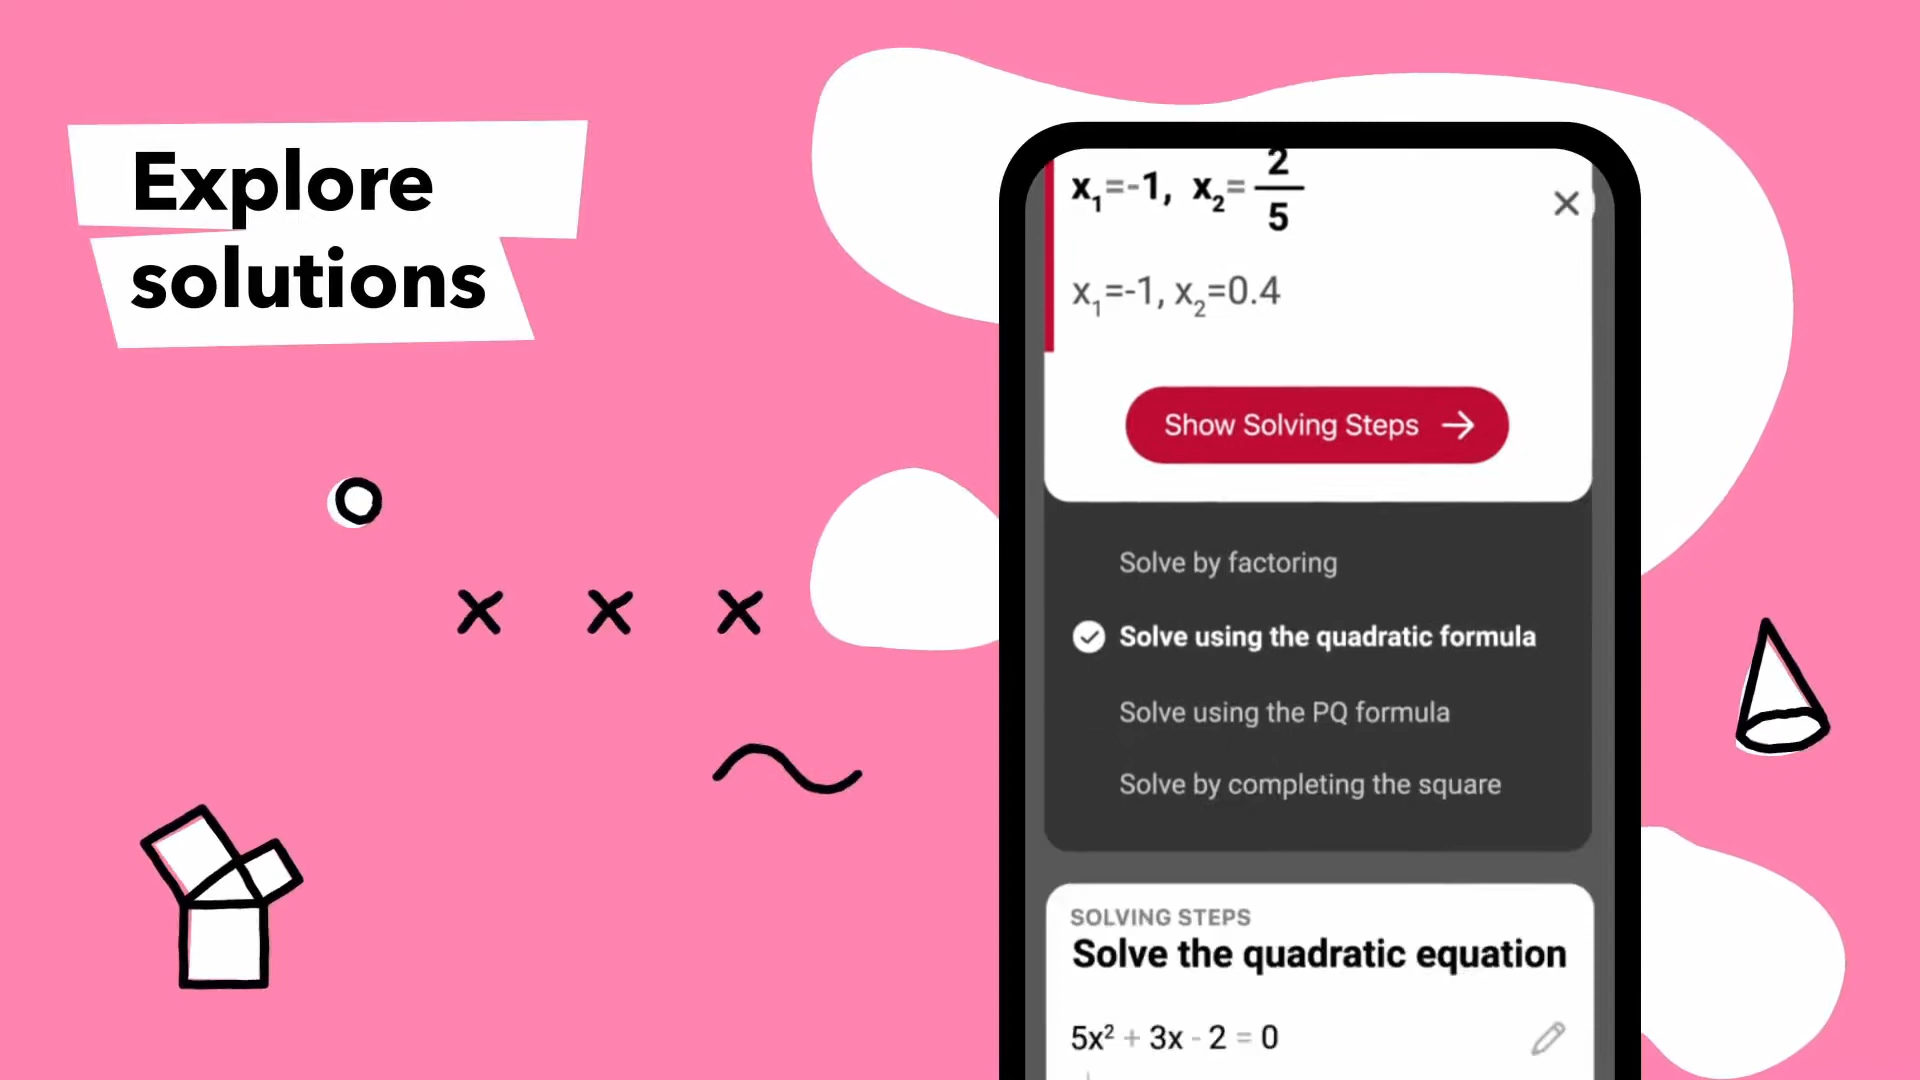 Explore
solutions
x₁=-1, x₂=2/5
x₁=-1, x₂=0.4
Show Solving Steps →
Solve by factoring
Solve using the quadratic formula
Solve using the PQ formula
Solve by completing the square
SOLVING STEPS
Solve the quadratic equation
5x² + 3x - 2 = 0